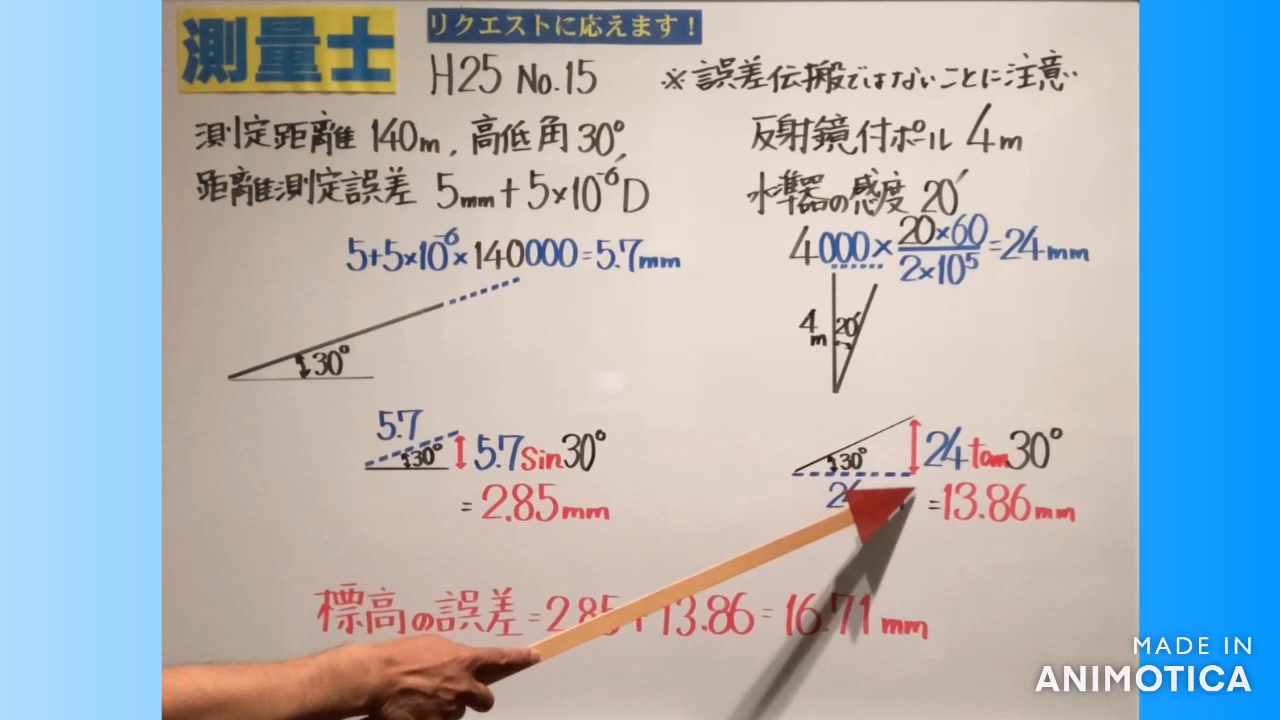 測量士
リクエストに応えます！
H25 No.15
※誤差伝搬ではないことに注意
測定距離 140m, 高低角30°,
距離測定誤差 5mm+5×10⁻⁶D
5+5×10⁻⁶×140000=5.7mm
30°
5.7
30°
5.7sin30°
=2.85mm
反射鏡付ポール 4m
水準器の感度 20′
4000×20×60/2×10⁵=24mm
4m
20′
30°
24tan30°
=13.86mm
標高の誤差=2.85+13.86=16.71mm
MADE IN
ANIMOTICA